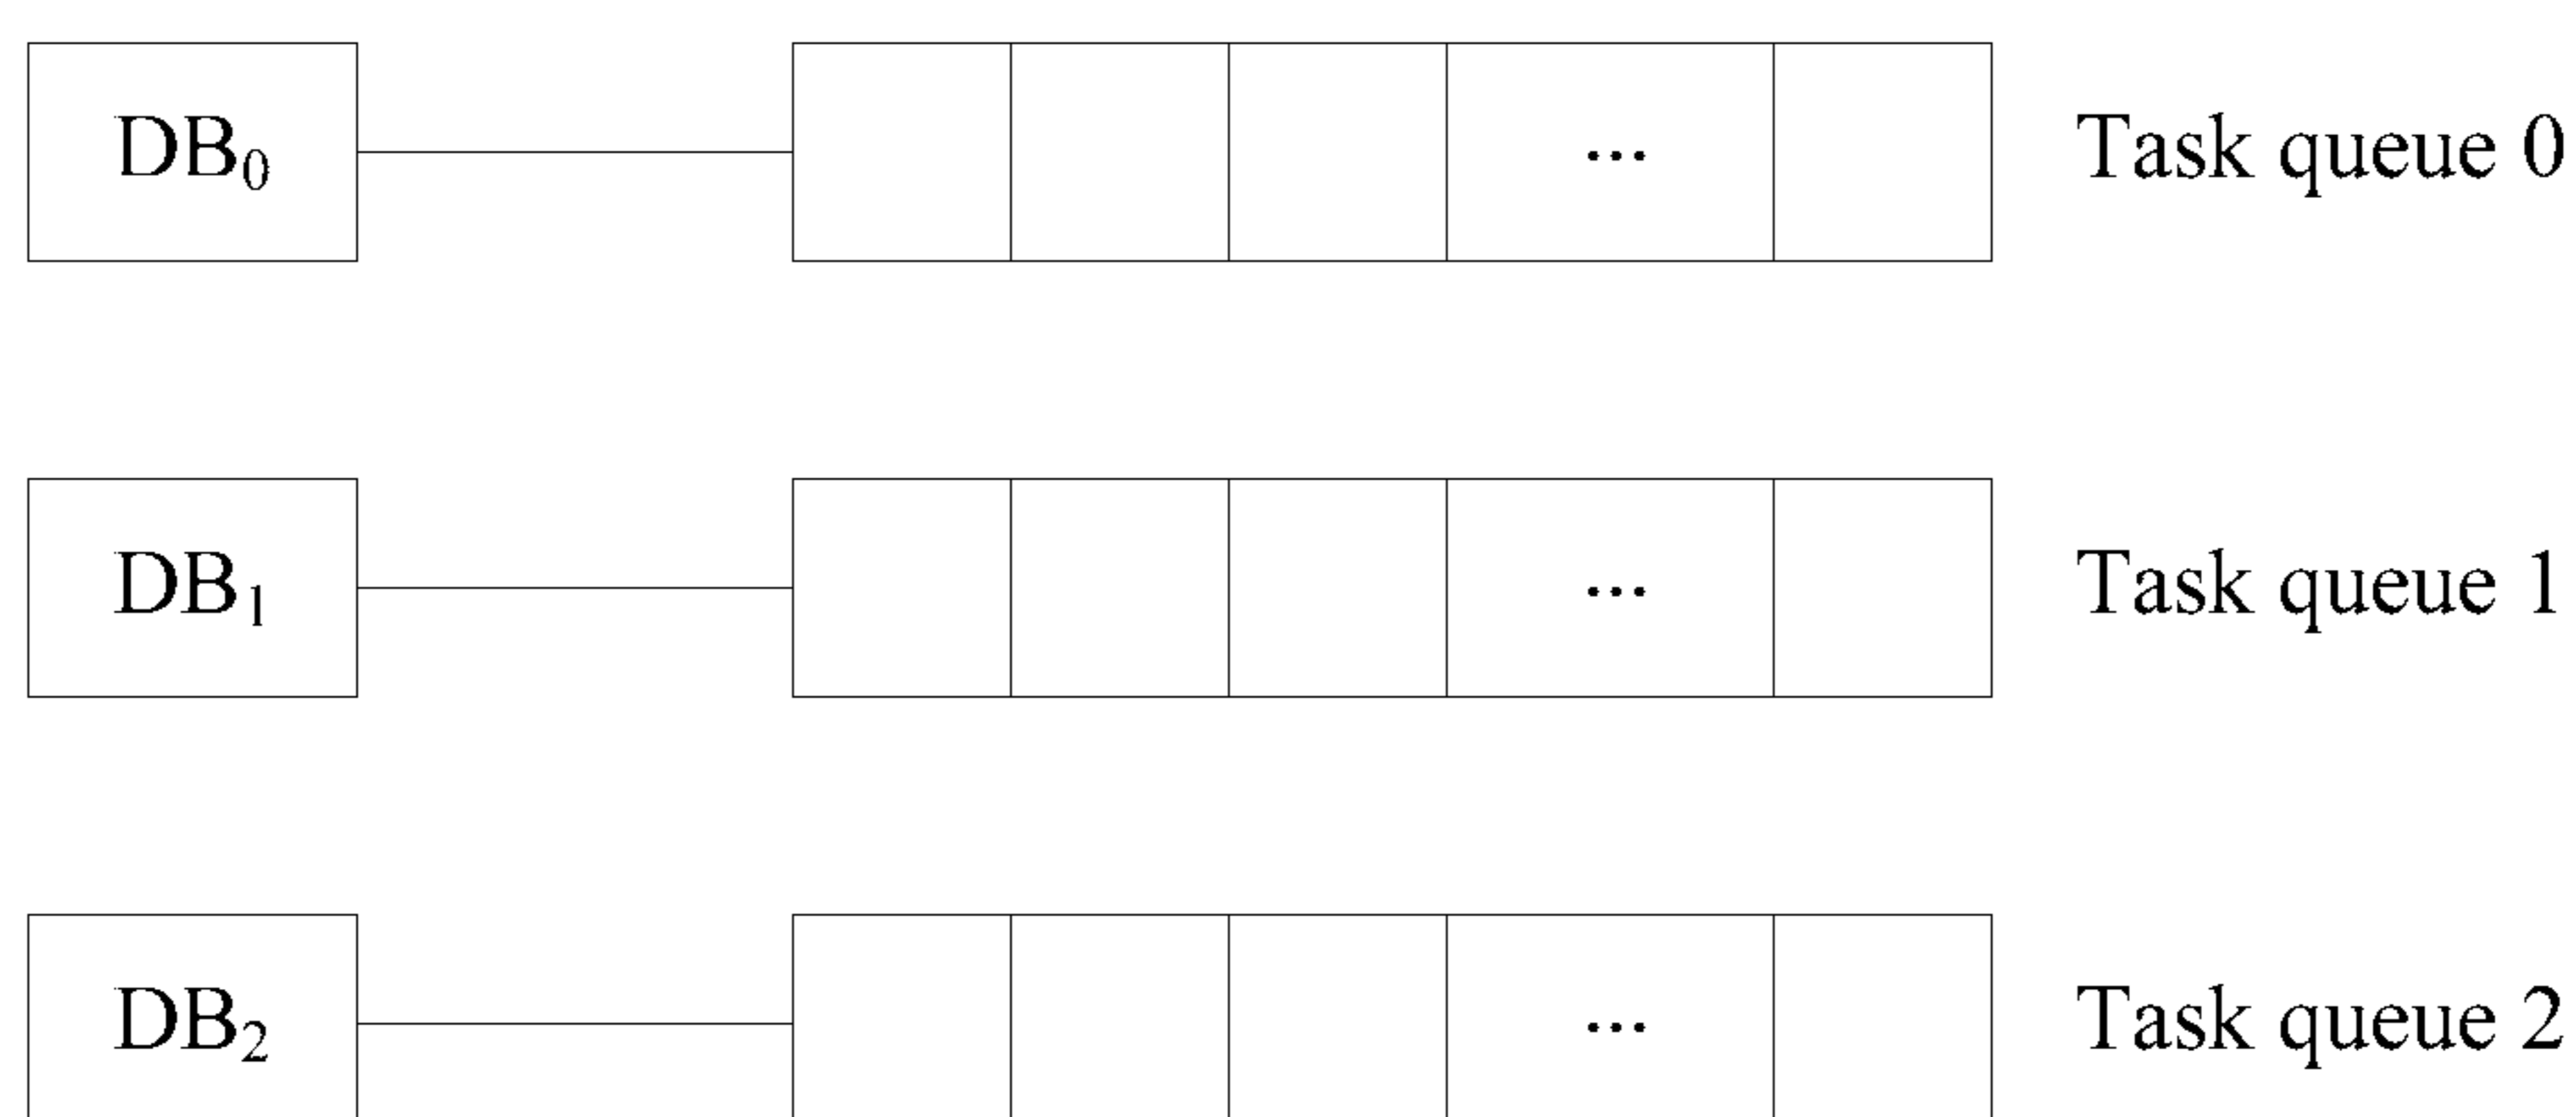 DB₀ ... Task queue 0
DB₁ ... Task queue 1
DB₂ ... Task queue 2